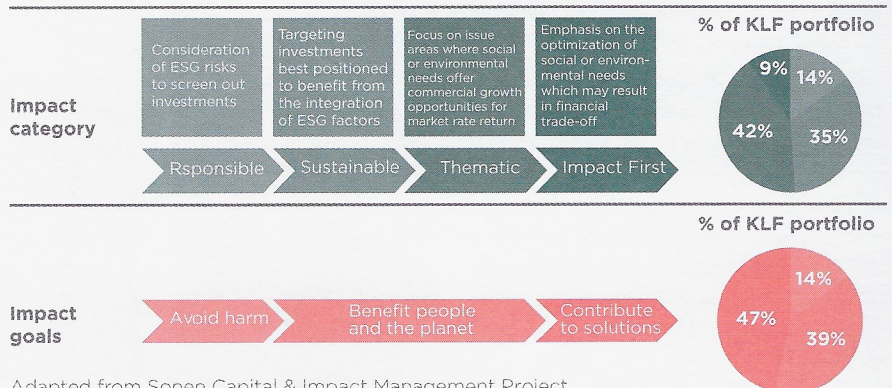 Impact
category
Consideration
of ESG risks
to screen out
investments
Targeting
investments
best positioned
to benefit from
the integration
of ESG factors
Focus on issue
areas where social
or environmental
needs offer
commercial growth
opportunities for
market rate return
Emphasis on the
optimization of
social or environ-
mental needs
which may result
in financial
trade-off
Rsponsible
Sustainable
Thematic
Impact First
% of KLF portfolio
9%
14%
42%
35%
Impact
goals
Avoid harm
Benefit people
and the planet
Contribute
to solutions
% of KLF portfolio
14%
47%
39%
Adapted from Sonen Capital & Impact Management Project